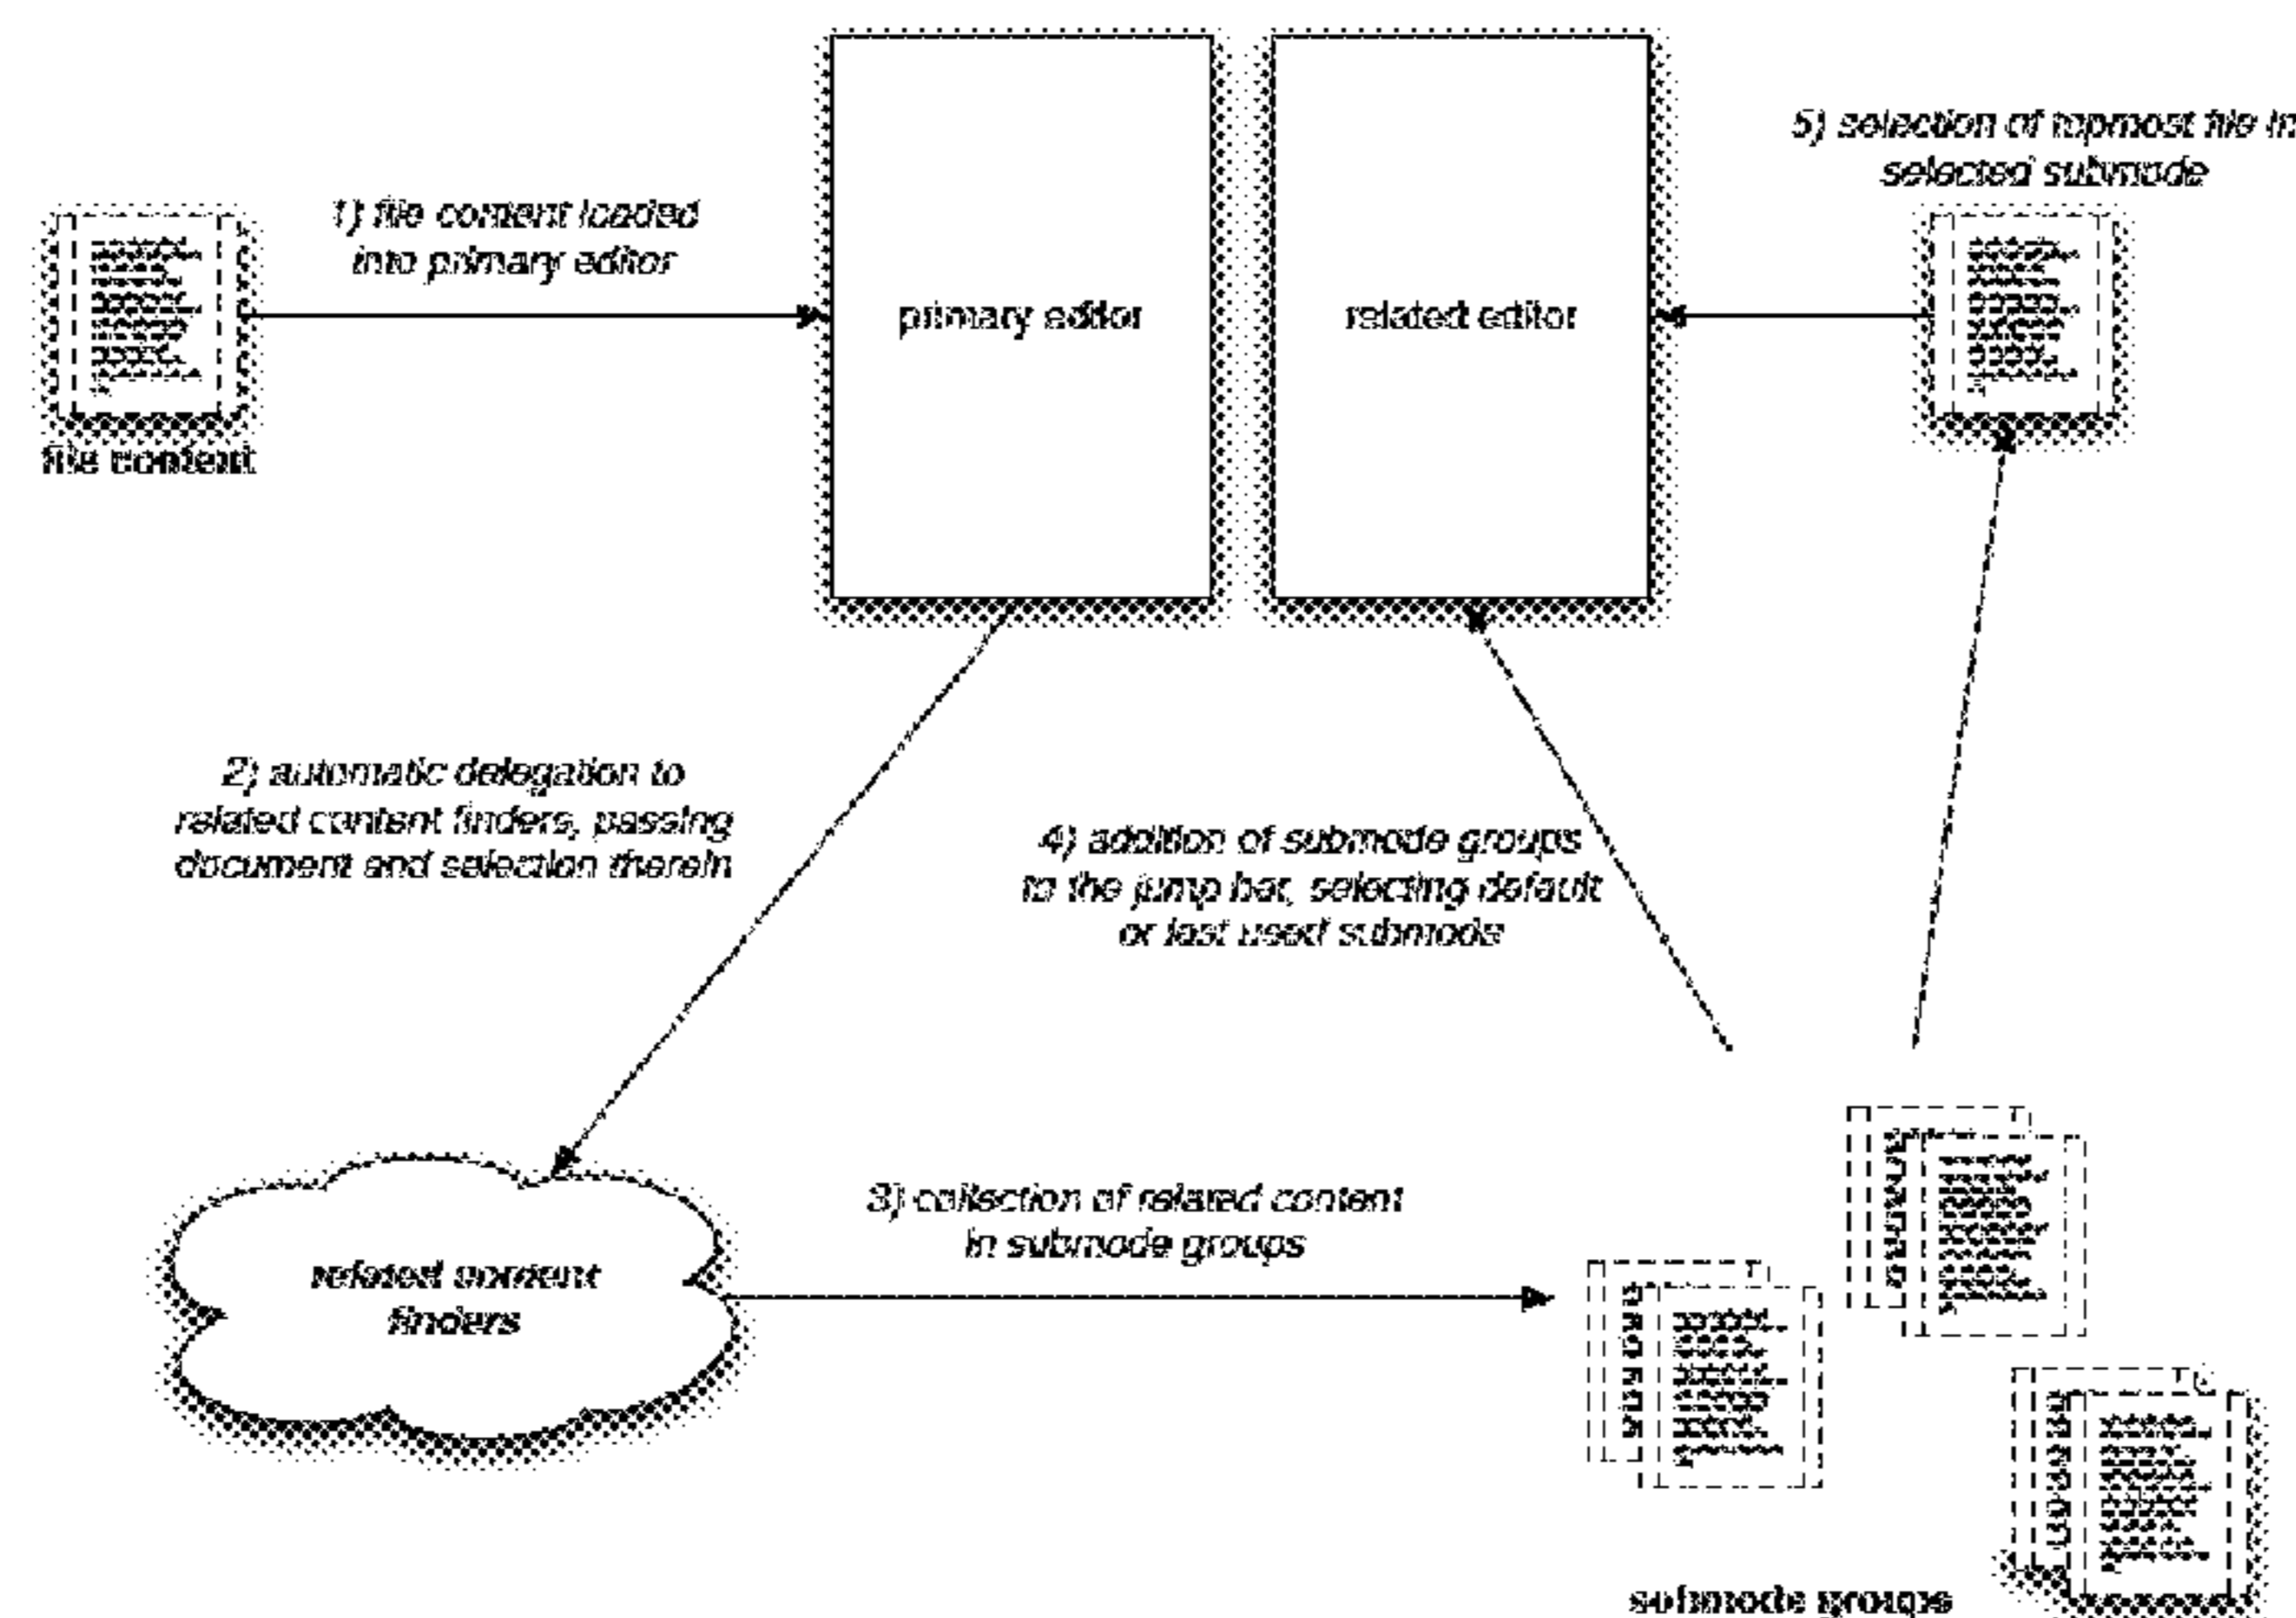 5) selection of topmost file in
selected submode
1) file content loaded
into primary editor
primary editor
related editor
file content
2) automatic delegation to
related content finders, passing
document and selection therein
4) addition of submode groups
to the jump bar, selecting default
or last used submode
3) collection of related content
in submode groups
related content
finders
submode groups